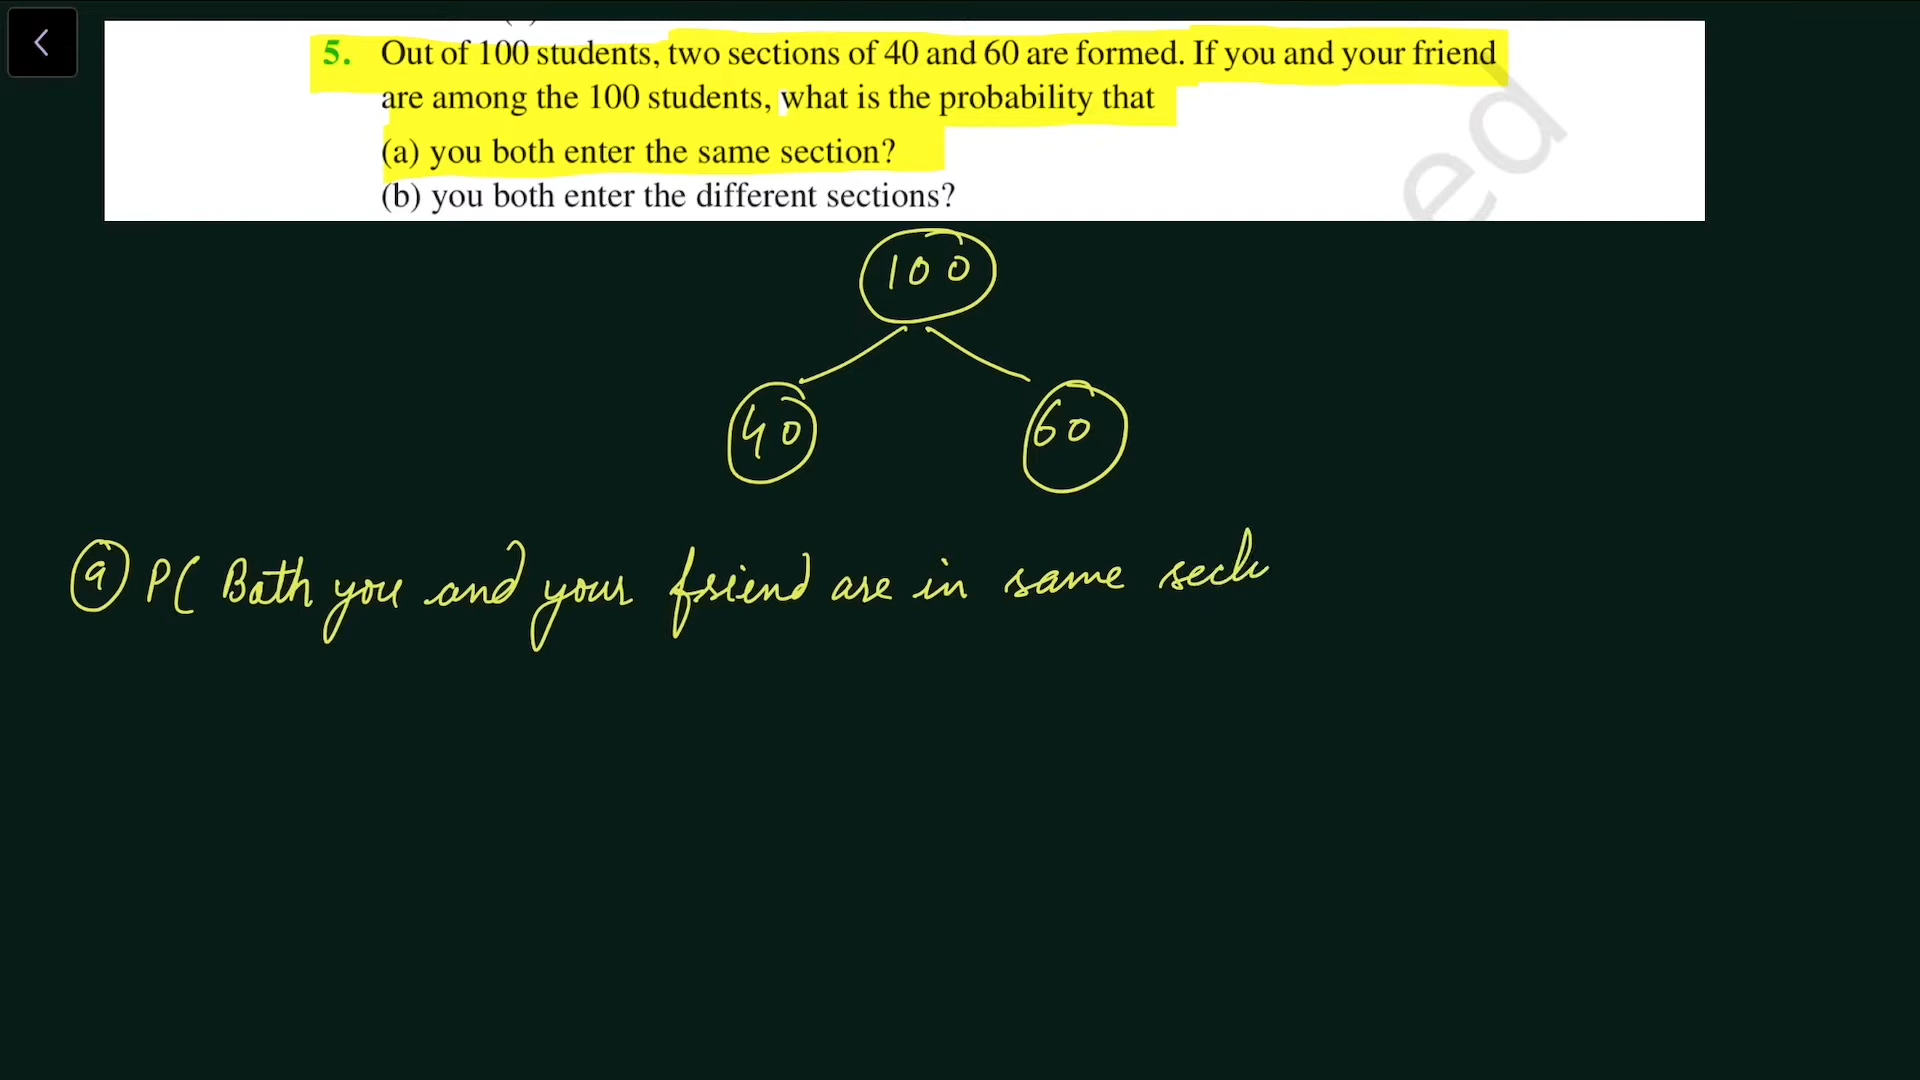 5. Out of 100 students, two sections of 40 and 60 are formed. If you and your friend
are among the 100 students, what is the probability that
(a) you both enter the same section?
(b) you both enter the different sections?
ed
100
40 60
(a) P( Both you and your friend are in same secti